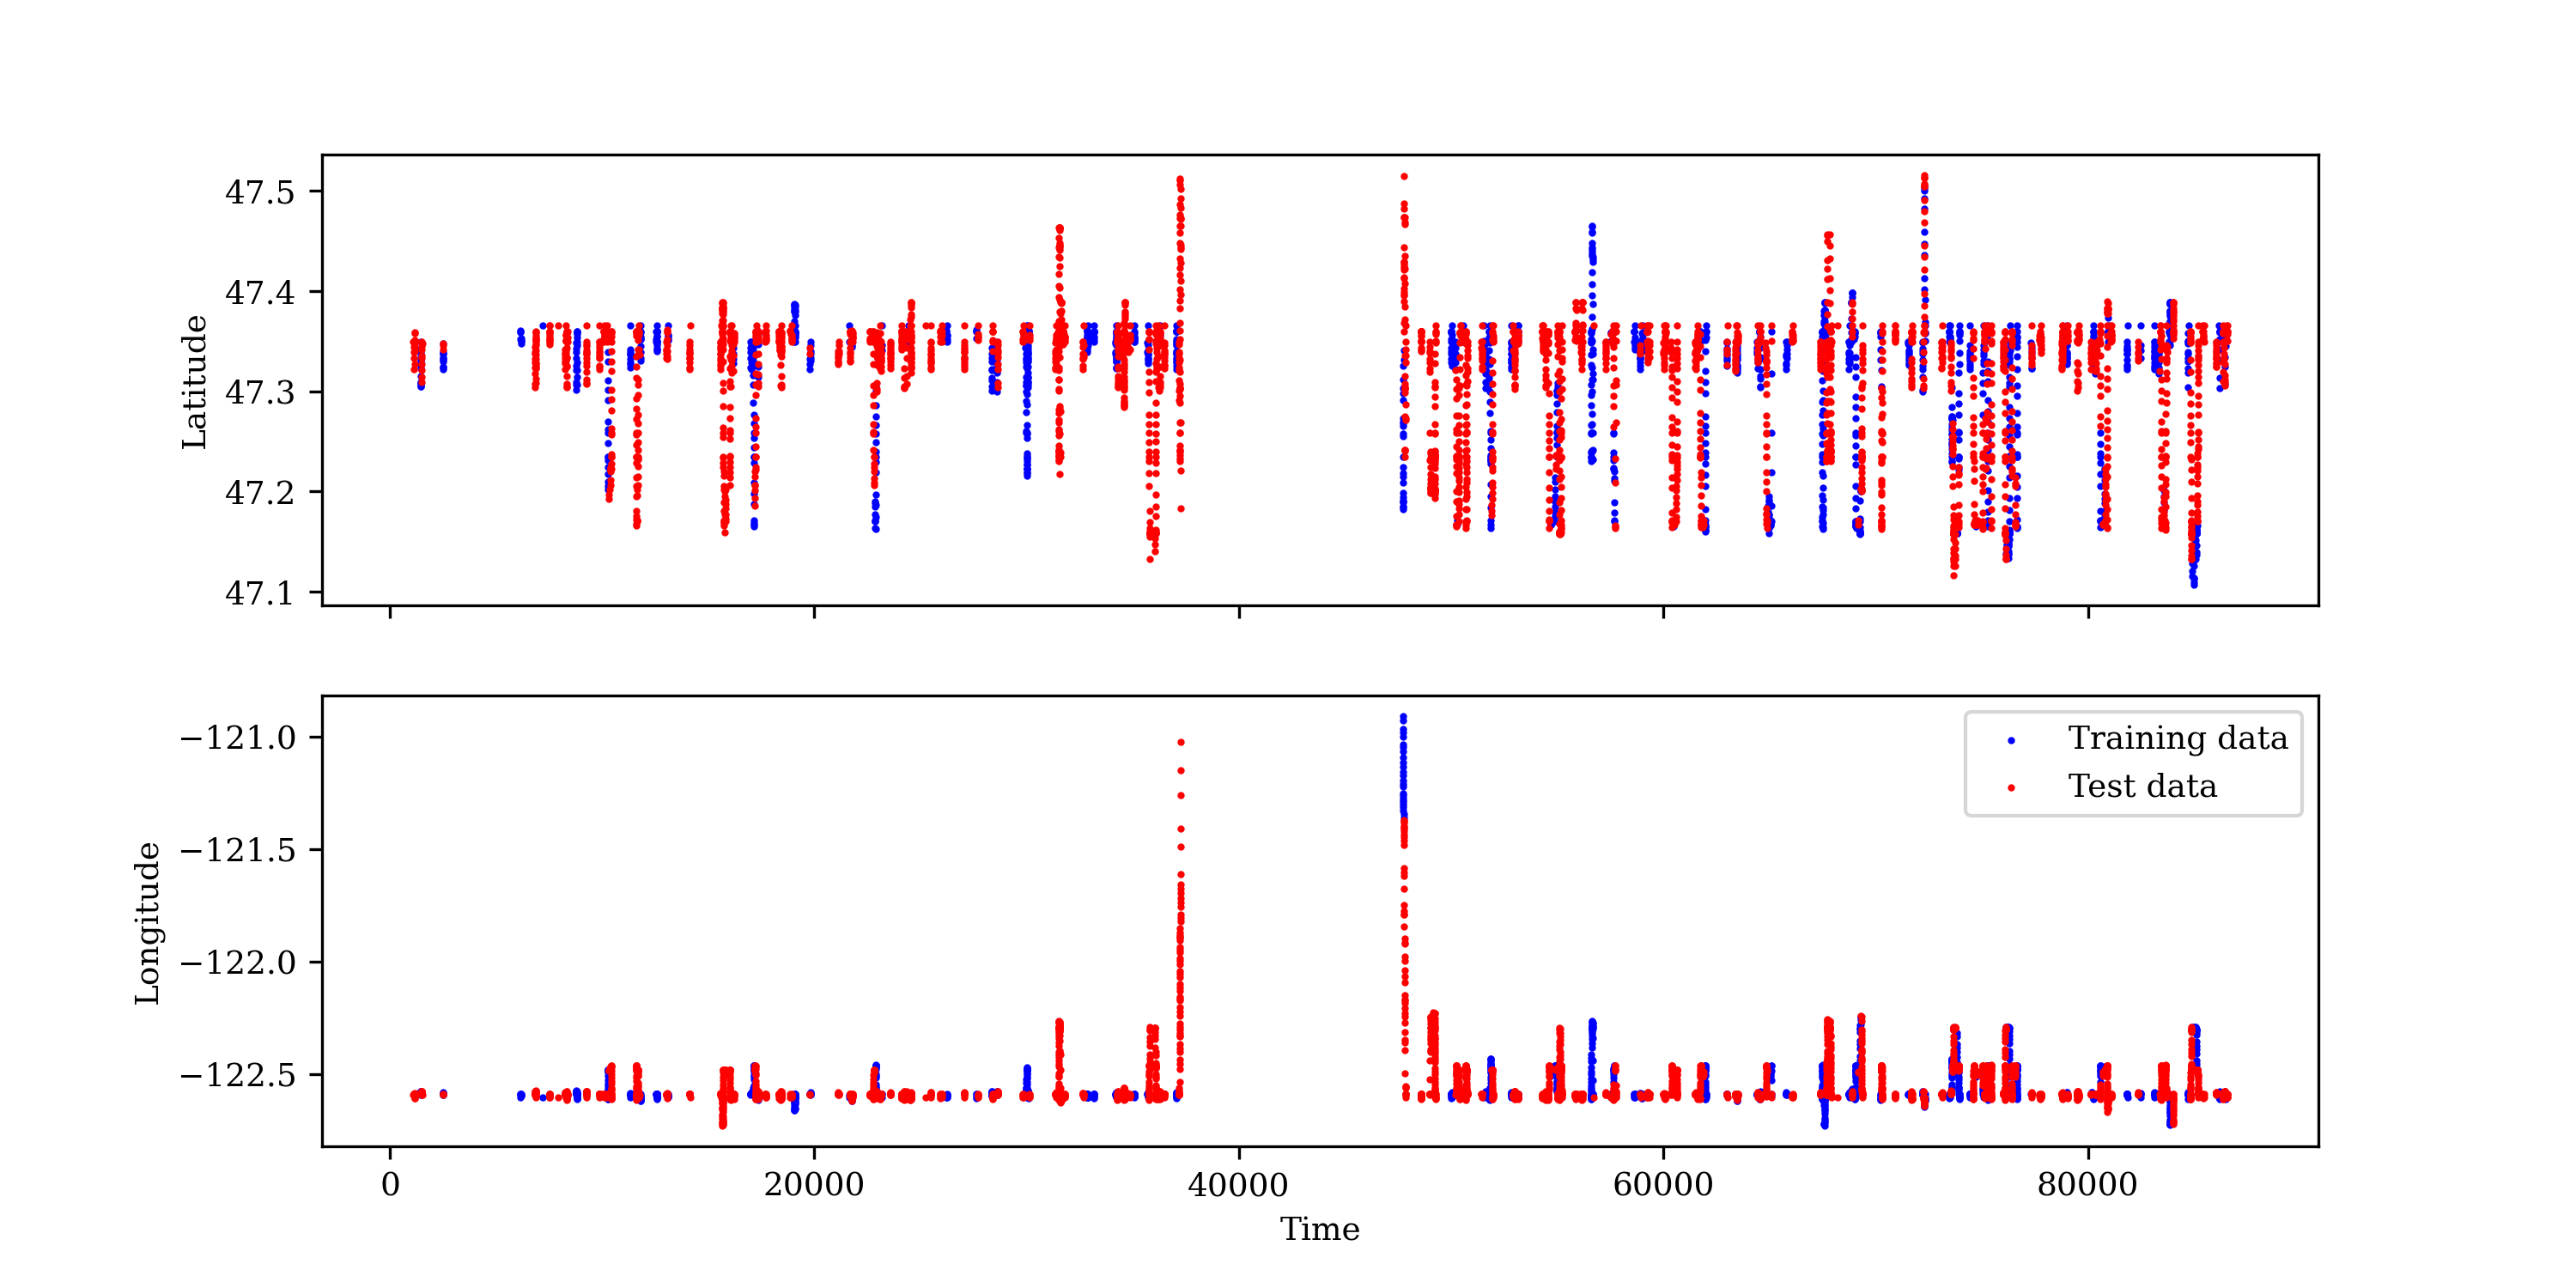 47.5
47.4
47.3
47.2
47.1
Latitude
−121.0
−121.5
−122.0
−122.5
Longitude
Training data
Test data
0 20000 40000 60000 80000
Time